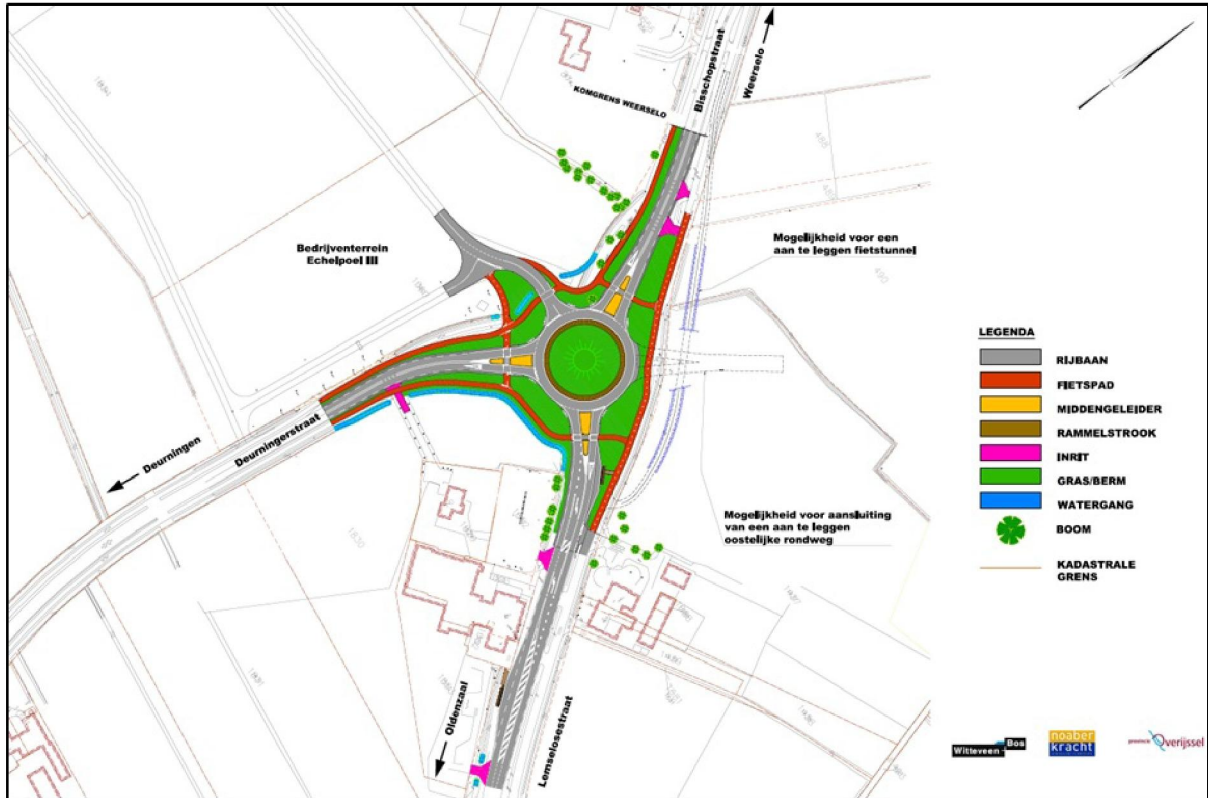 Bisschopstraat
Weerselo
KOMGRENS WEERSELO
Bedrijventerrein
Echelpoel III
Mogelijkheid voor een
aan te leggen fietstunnel
Deurningen
Deurningerstraat
Mogelijkheid voor aansluiting
van een aan te leggen
oostelijke rondweg
Oldenzaal
Lemselosestraat
LEGENDA
RIJBAAN
FIETSPAD
MIDDENGELEIDER
RAMMELSTROOK
INRIT
GRAS/BERM
WATERGANG
BOOM
KADASTRALE
GRENS
Witteveen Bos
noaber
kracht
provincie Overijssel